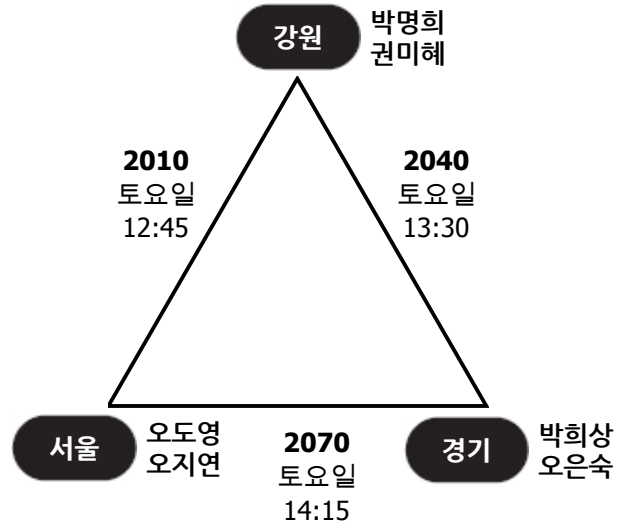 강원
박명희
권미혜
2010
토요일
12:45
2040
토요일
13:30
서울
오도영
오지연
2070
토요일
14:15
경기
박희상
오은숙